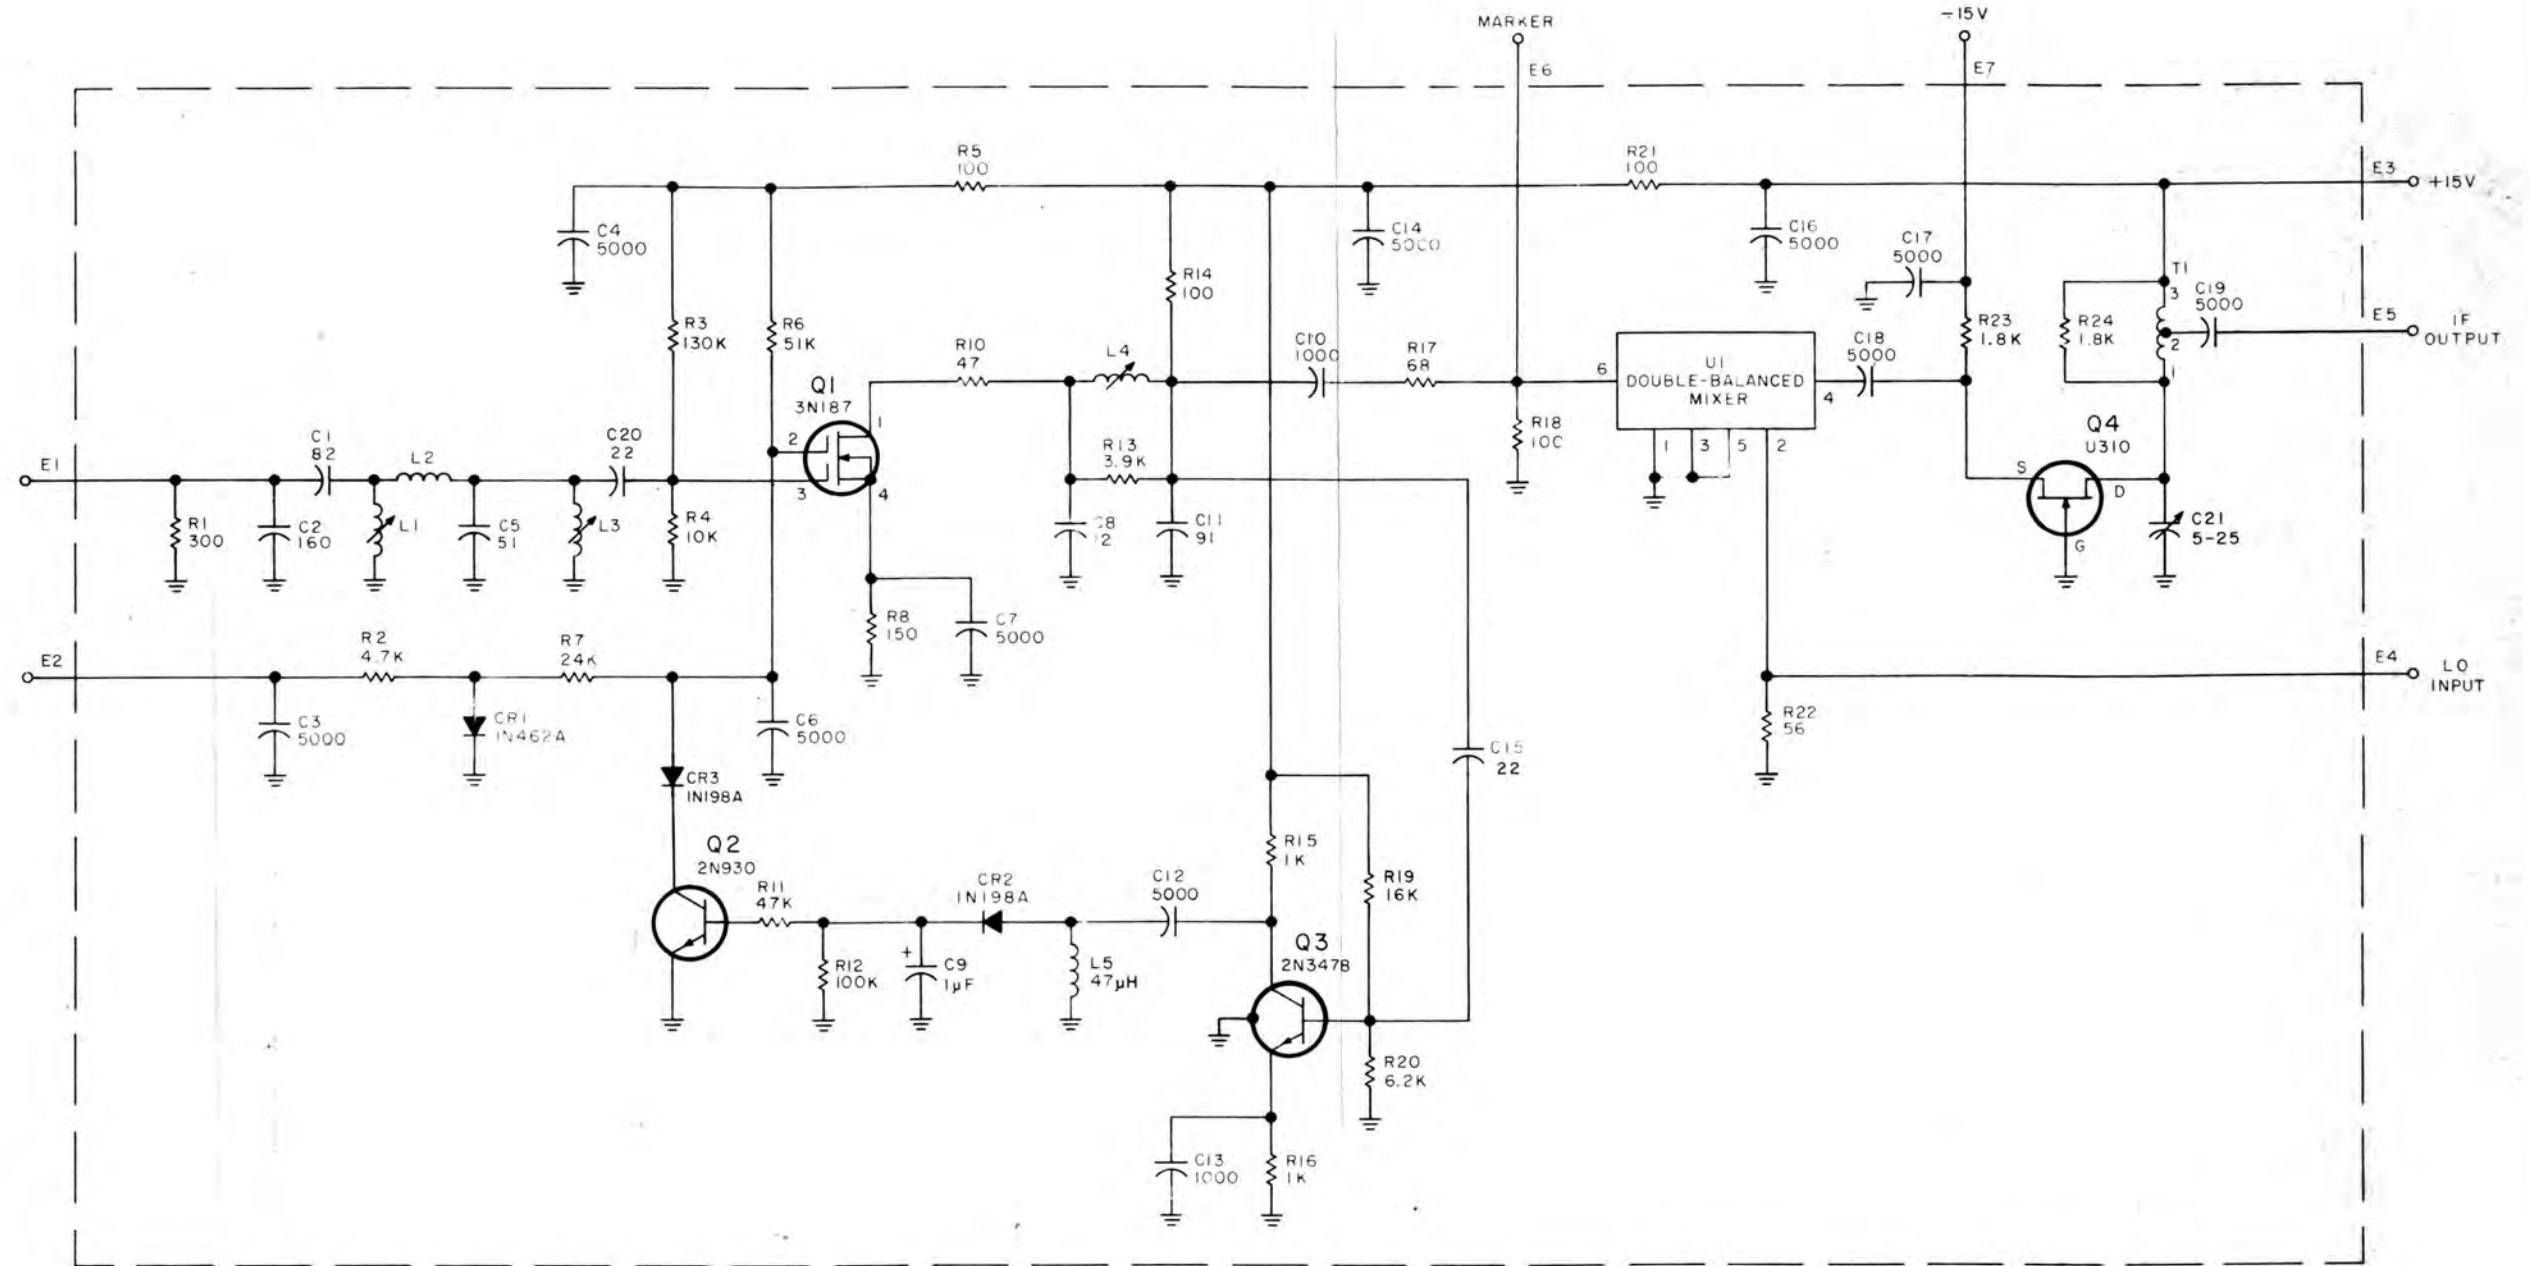 MARKER
-15V
E6
E7
R5
100
R21
100
E3
+15V
C4
5000
C14
5000
C16
5000
C17
5000
R14
100
T1
3
C19
5000
E5
IF
OUTPUT
R3
130K
R6
51K
R23
1.8K
R24
1.8K
2
1
R10
47
L4
C10
1000
R17
68
6
U1
DOUBLE-BALANCED
MIXER
4
C18
5000
Q1
3N187
1
2
3
4
R18
100
1
3
5
2
Q4
U310
S
D
G
E1
C1
82
L2
C20
22
R13
3.9K
R1
300
C2
160
L1
C5
51
L3
R4
10K
C8
12
C11
91
C21
5-25
R8
150
C7
5000
E2
R2
4.7K
R7
24K
E4
LO
INPUT
C3
5000
CR1
1N462A
C6
5000
R22
56
C15
22
CR3
1N198A
Q2
2N930
R11
47K
CR2
1N198A
C12
5000
R15
1K
R19
16K
R12
100K
+
C9
1µF
L5
47µH
Q3
2N3478
R20
6.2K
C13
1000
R16
1K